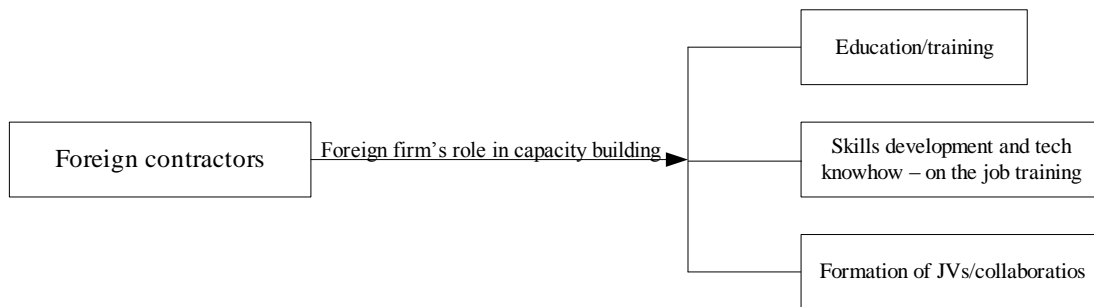 Education/training
Foreign contractors
Foreign firm’s role in capacity building
Skills development and tech
knowhow – on the job training
Formation of JVs/collaboratios